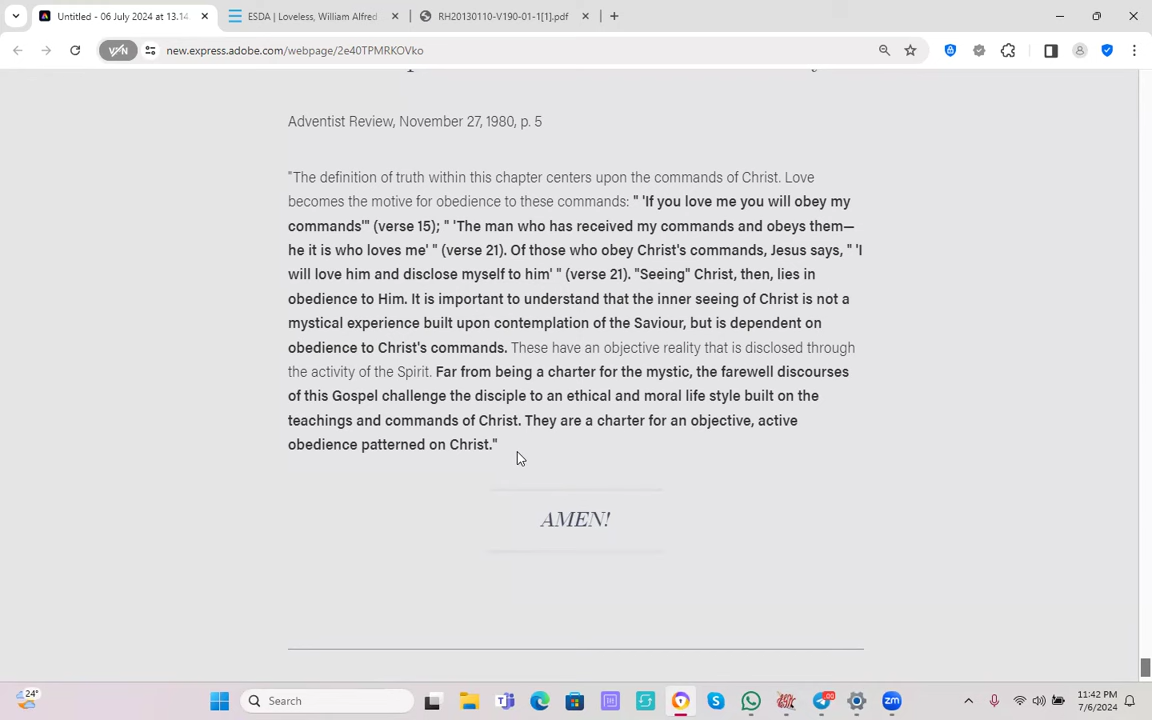 Untitled - 06 July 2024 at 13.14
ESDA | Loveless, William Alfred
RH20130110-V190-01-1[1].pdf
new.express.adobe.com/webpage/2e40TPMRKOVko
Adventist Review, November 27, 1980, p. 5
"The definition of truth within this chapter centers upon the commands of Christ. Love
becomes the motive for obedience to these commands: " 'If you love me you will obey my
commands'" (verse 15); " 'The man who has received my commands and obeys them—
he it is who loves me' " (verse 21). Of those who obey Christ's commands, Jesus says, " 'I
will love him and disclose myself to him' " (verse 21). "Seeing" Christ, then, lies in
obedience to Him. It is important to understand that the inner seeing of Christ is not a
mystical experience built upon contemplation of the Saviour, but is dependent on
obedience to Christ's commands. These have an objective reality that is disclosed through
the activity of the Spirit. Far from being a charter for the mystic, the farewell discourses
of this Gospel challenge the disciple to an ethical and moral life style built on the
teachings and commands of Christ. They are a charter for an objective, active
obedience patterned on Christ."
AMEN!
24°
Search
11:42 PM
7/6/2024